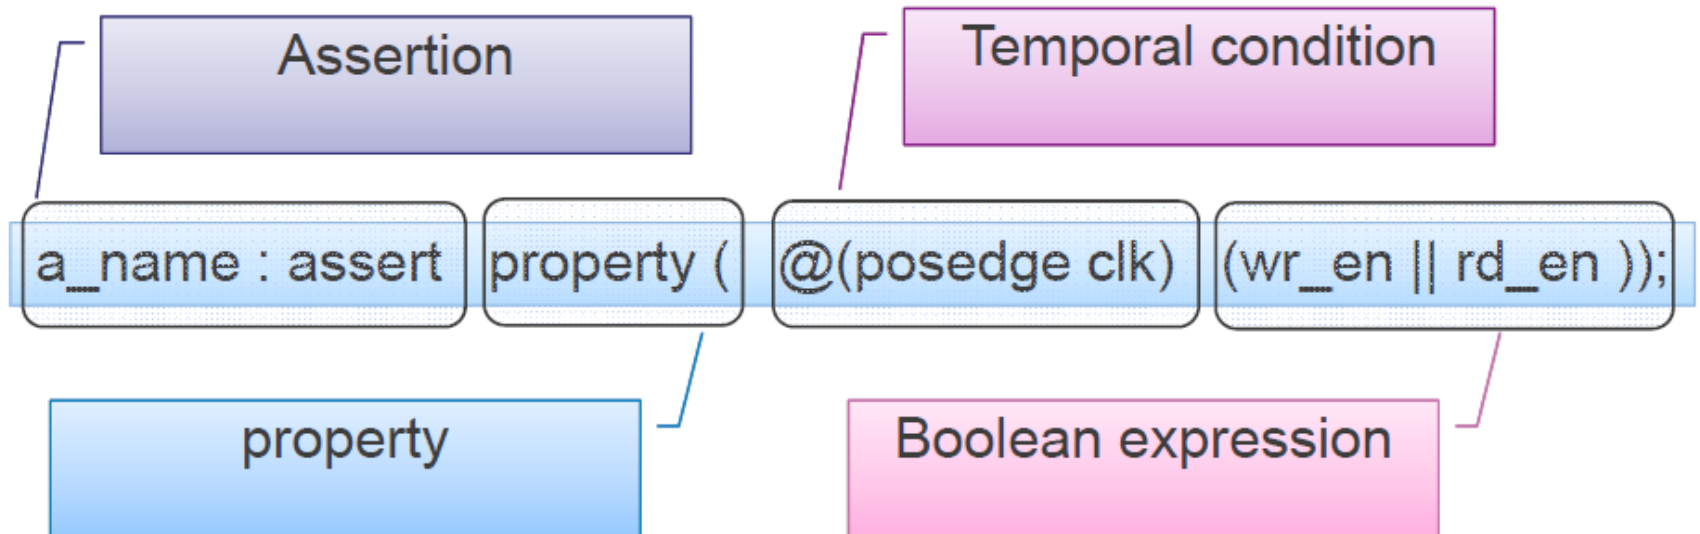 Assertion
Temporal condition
a_name : assert property ( @(posedge clk) (wr_en || rd_en ));
property
Boolean expression